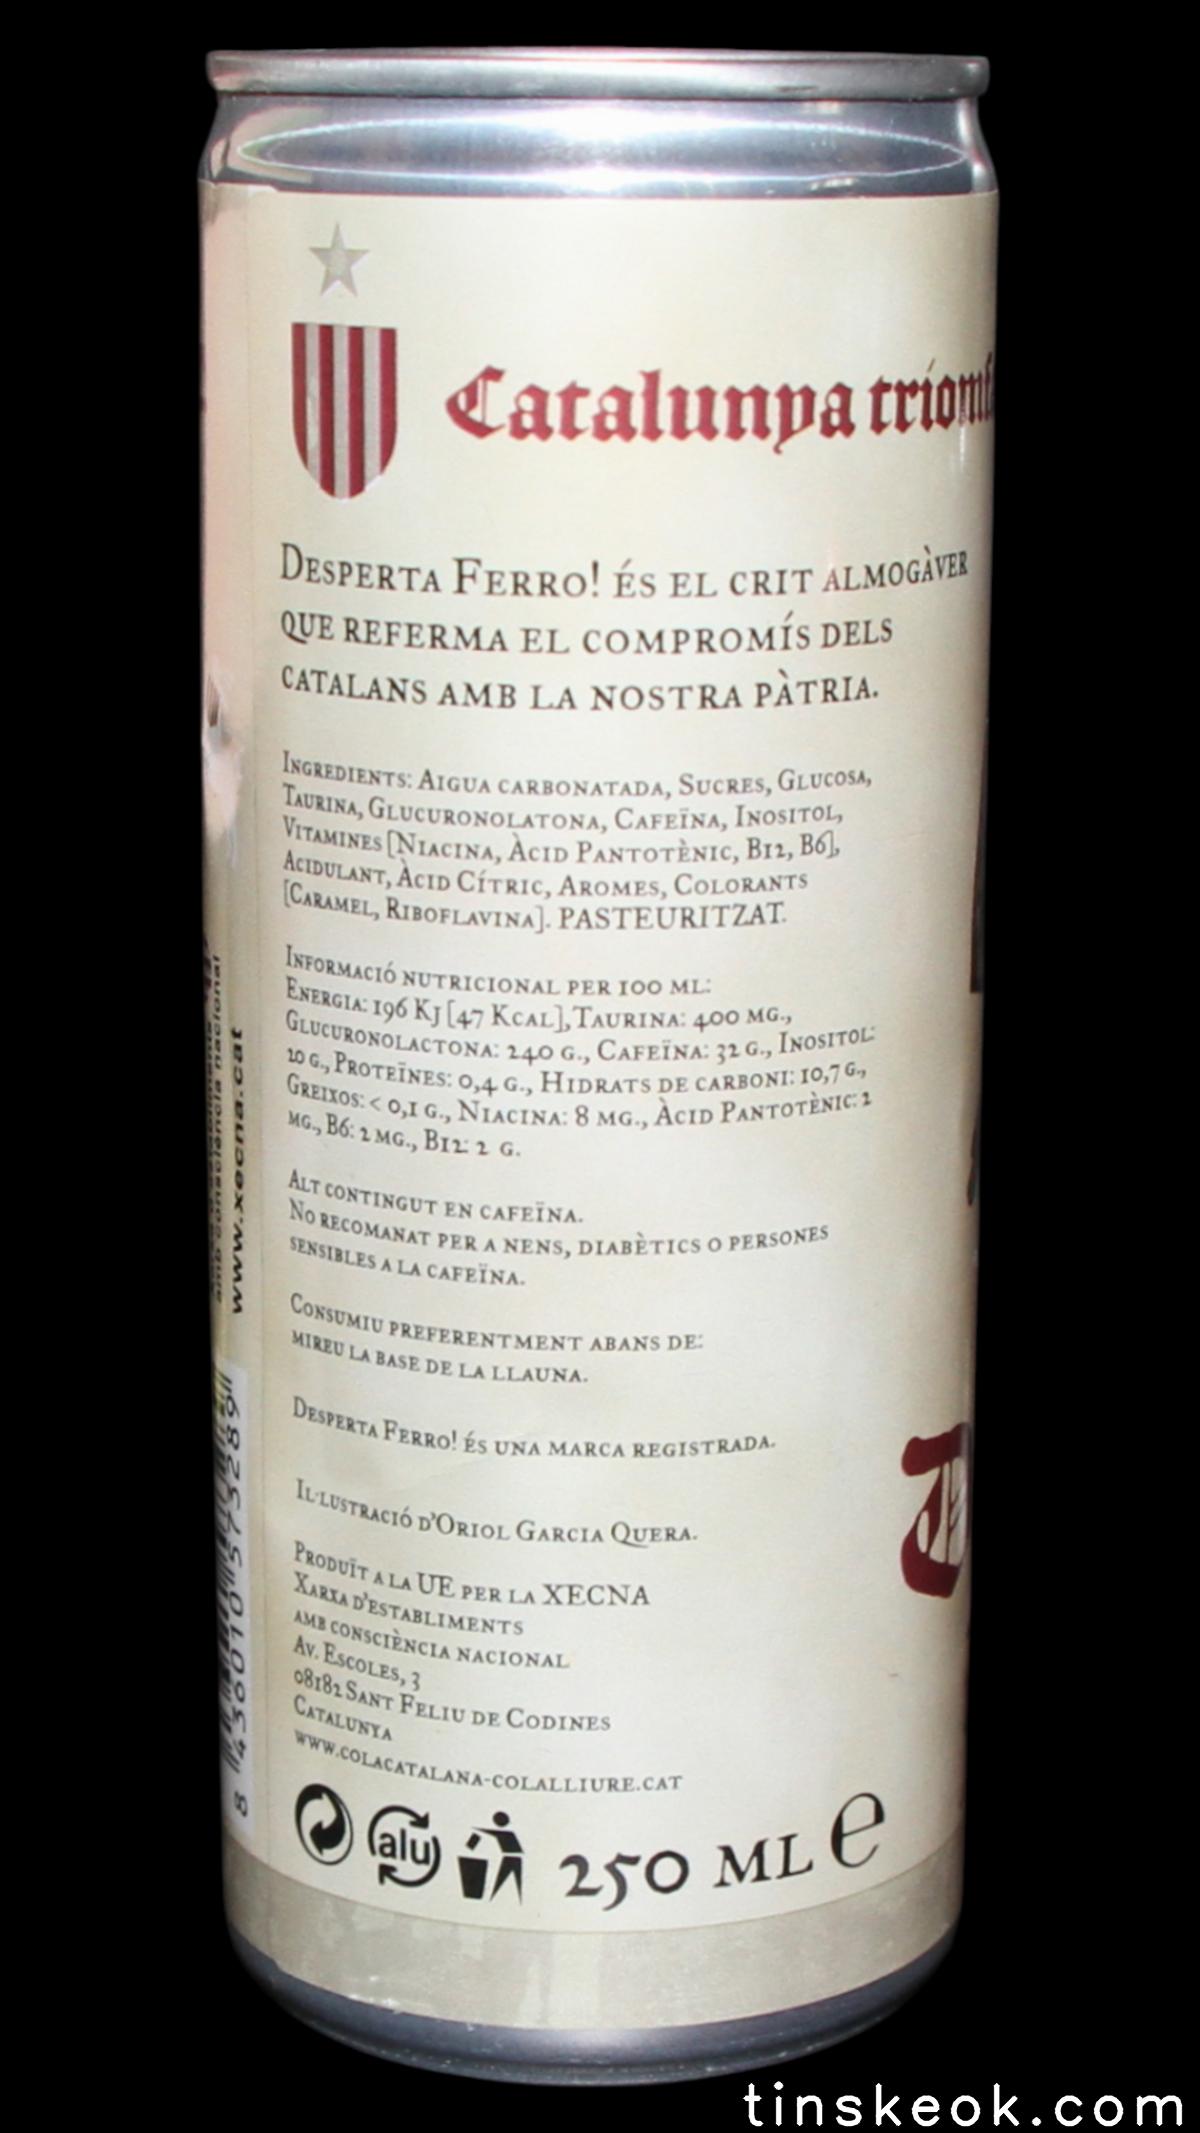 Catalunya triomf
Desperta Ferro! és el crit almogàver
que referma el compromís dels
catalans amb la nostra pàtria.
Ingredients: Aigua carbonatada, Sucres, Glucosa,
Taurina, Glucuronolatona, Cafeïna, Inositol,
Vitamines [Niacina, Àcid Pantotènic, B12, B6],
Acidulant, Àcid Cítric, Aromes, Colorants
[Caramel, Riboflavina]. PASTEURITZAT.
Informació nutricional per 100 ml:
Energia: 196 Kj [47 Kcal], Taurina: 400 mg.,
Glucuronolactona: 240 g., Cafeïna: 32 g., Inositol:
20 g., Proteïnes: 0,4 g., Hidrats de carboni: 10,7 g.,
Greixos: < 0,1 g., Niacina: 8 mg., Àcid Pantotènic: 2
mg., B6: 2 mg., B12: 2 g.
Alt contingut en cafeïna.
No recomanat per a nens, diabètics o persones
sensibles a la cafeïna.
Consumiu preferentment abans de:
mireu la base de la llauna.
Desperta Ferro! és una marca registrada.
Il·lustració d'Oriol Garcia Quera.
Produït a la UE per la XECNA
Xarxa d'establiments
amb consciència nacional
Av. Escoles, 3
08182 Sant Feliu de Codines
Catalunya
www.colacatalana-colalliure.cat
alu
250 ml e
D
amb consciència nacional
www.xecna.cat
8 436010 573289
tinskeok.com